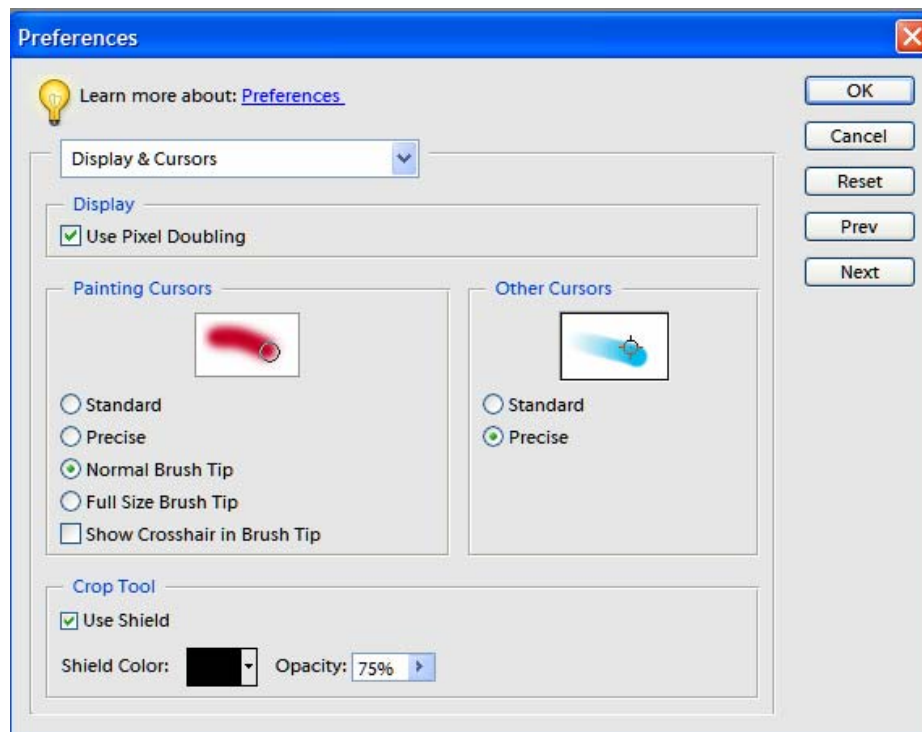 Preferences
Learn more about: Preferences
OK
Cancel
Reset
Prev
Next
Display & Cursors
Display
Use Pixel Doubling
Painting Cursors
Standard
Precise
Normal Brush Tip
Full Size Brush Tip
Show Crosshair in Brush Tip
Other Cursors
Standard
Precise
Crop Tool
Use Shield
Shield Color: Opacity: 75%